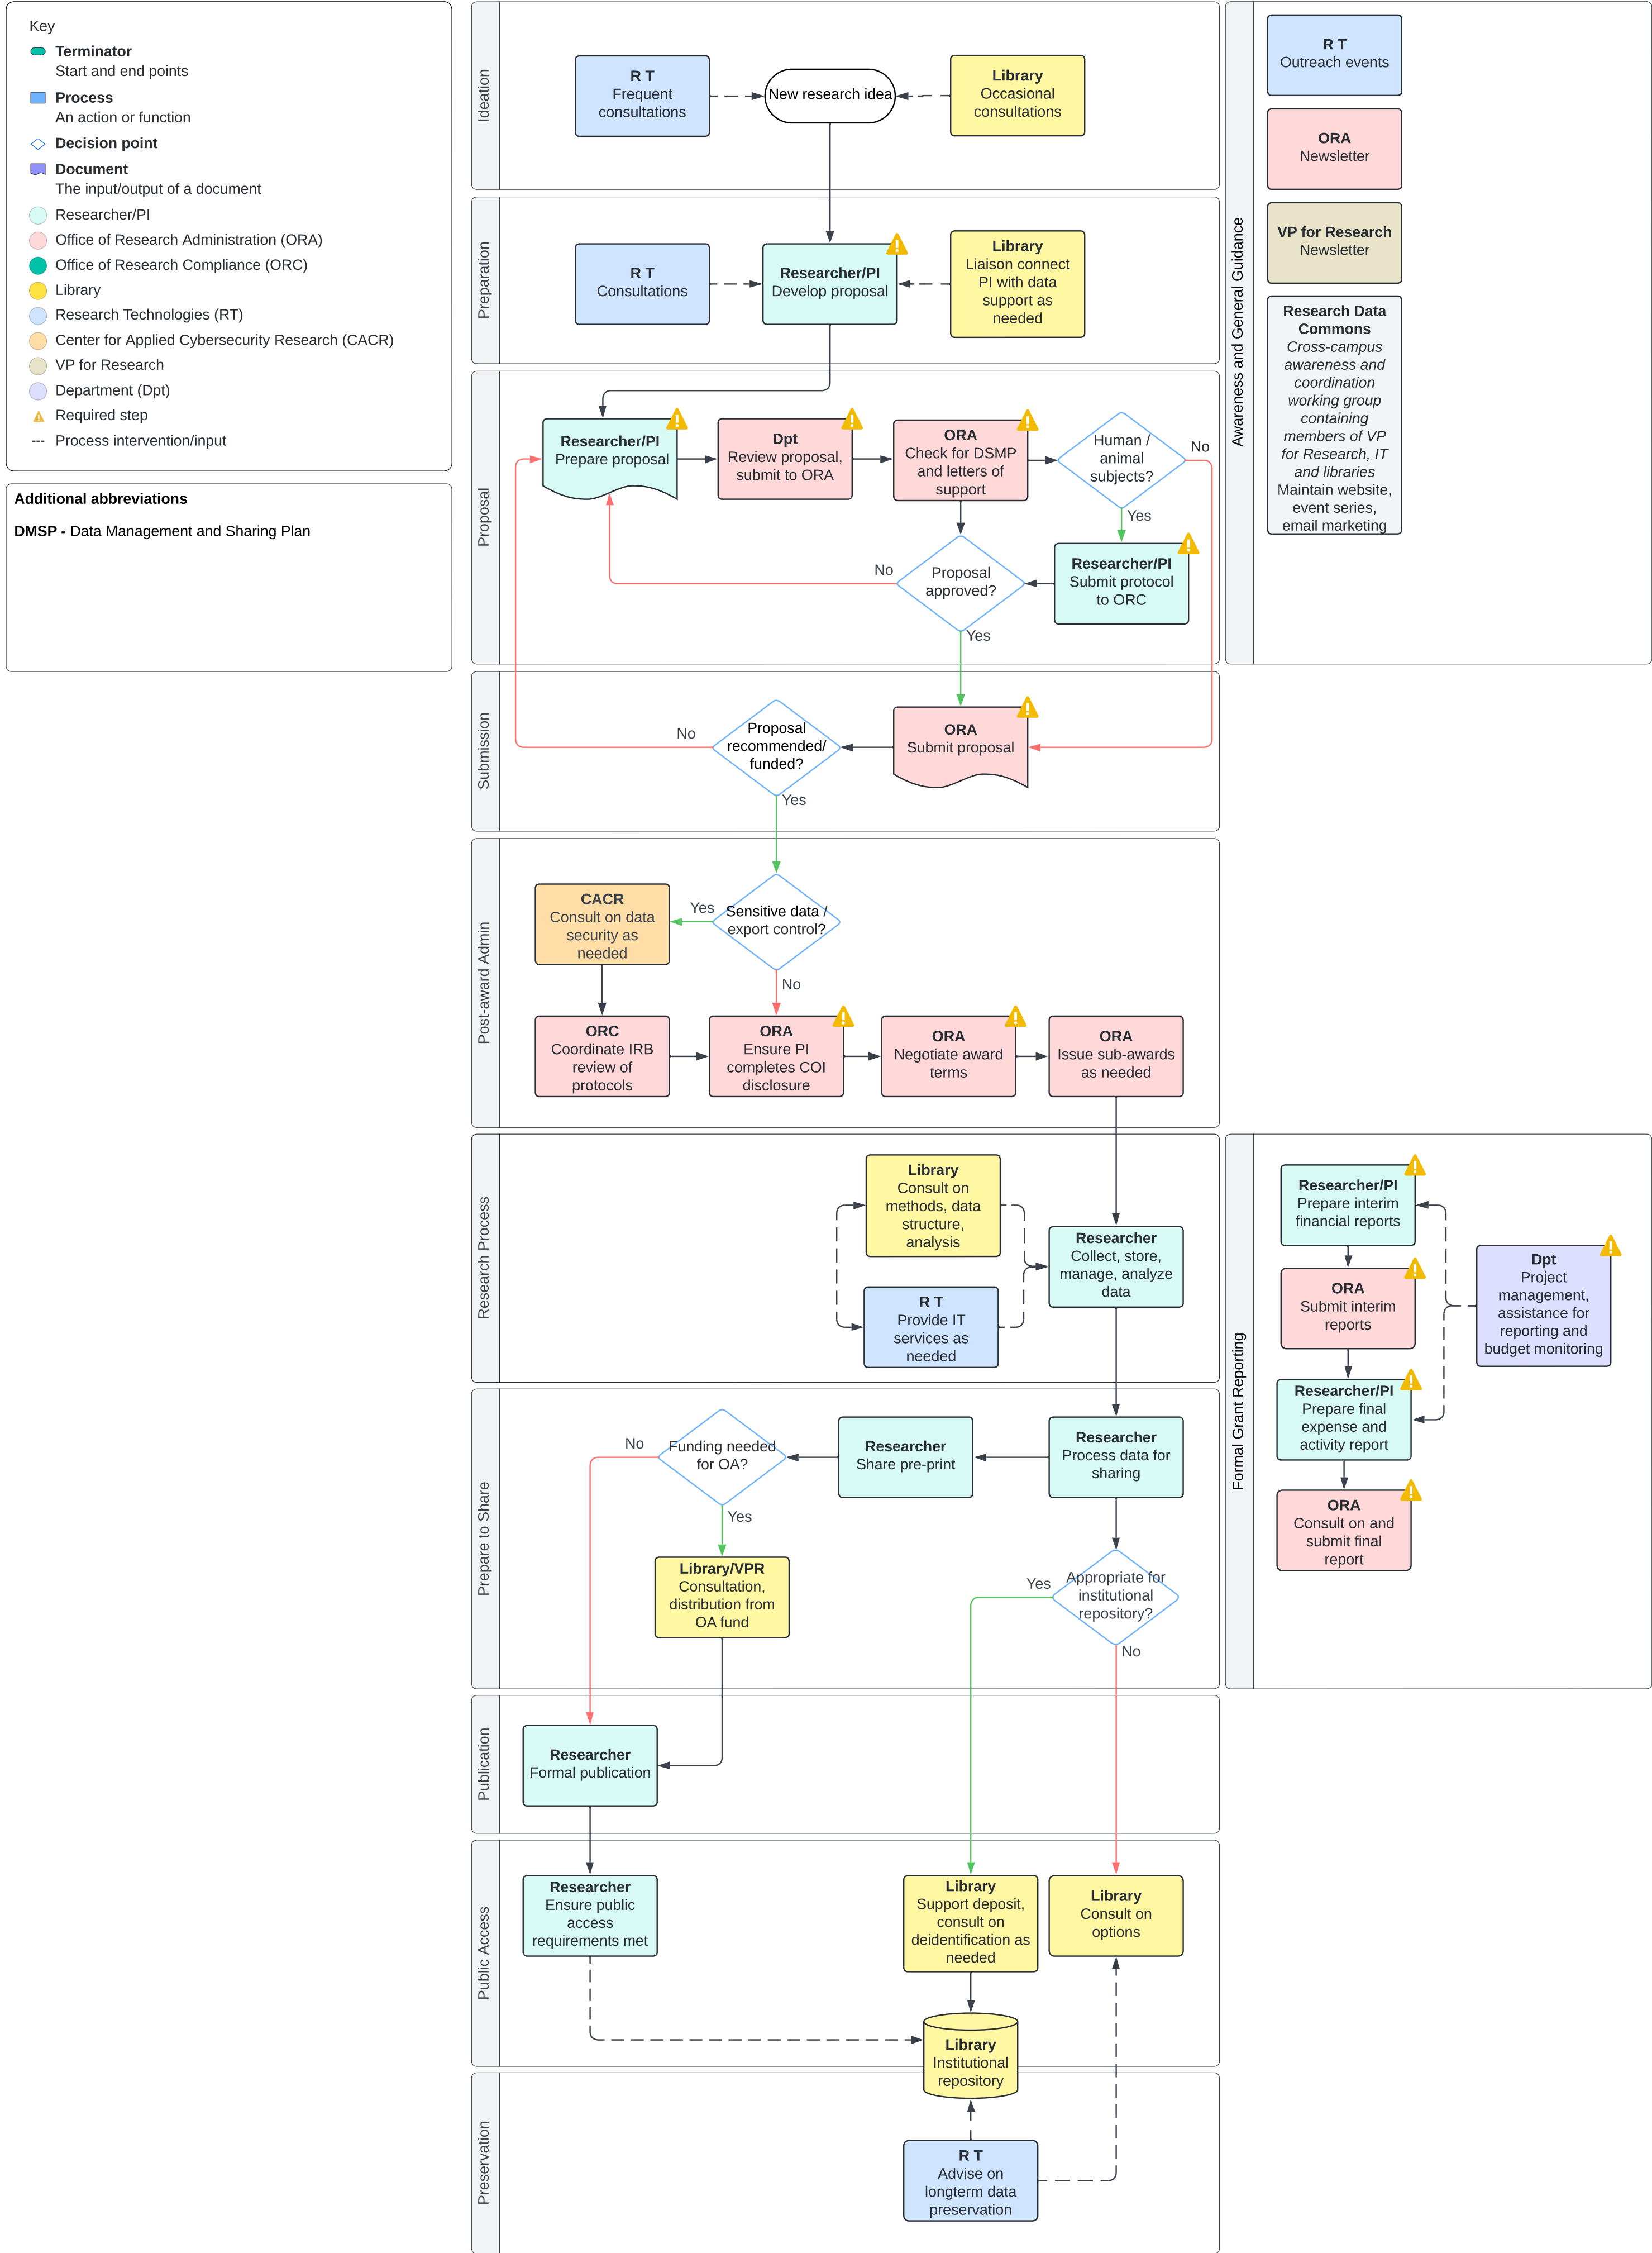 Key
Terminator
Start and end points
Process
An action or function
Decision point
Document
The input/output of a document
Researcher/PI
Office of Research Administration (ORA)
Office of Research Compliance (ORC)
Library
Research Technologies (RT)
Center for Applied Cybersecurity Research (CACR)
VP for Research
Department (Dpt)
Required step
--- Process intervention/input
Additional abbreviations
DMSP - Data Management and Sharing Plan
Ideation
R T
Frequent
consultations
New research idea
Library
Occasional
consultations
Preparation
R T
Consultations
Researcher/PI
Develop proposal
Library
Liaison connect
PI with data
support as
needed
Proposal
Researcher/PI
Prepare proposal
Dpt
Review proposal,
submit to ORA
ORA
Check for DSMP
and letters of
support
Human /
animal
subjects?
No
Yes
Researcher/PI
Submit protocol
to ORC
Proposal
approved?
No
Yes
Submission
ORA
Submit proposal
Proposal
recommended/
funded?
No
Yes
Post-award Admin
Sensitive data /
export control?
Yes
No
CACR
Consult on data
security as
needed
ORC
Coordinate IRB
review of
protocols
ORA
Ensure PI
completes COI
disclosure
ORA
Negotiate award
terms
ORA
Issue sub-awards
as needed
Research Process
Library
Consult on
methods, data
structure,
analysis
R T
Provide IT
services as
needed
Researcher
Collect, store,
manage, analyze
data
Prepare to Share
Researcher
Process data for
sharing
Researcher
Share pre-print
Funding needed
for OA?
No
Yes
Library/VPR
Consultation,
distribution from
OA fund
Appropriate for
institutional
repository?
Yes
No
Publication
Researcher
Formal publication
Public Access
Researcher
Ensure public
access
requirements met
Library
Support deposit,
consult on
deidentification as
needed
Library
Consult on
options
Library
Institutional
repository
Preservation
R T
Advise on
longterm data
preservation
Awareness and General Guidance
R T
Outreach events
ORA
Newsletter
VP for Research
Newsletter
Research Data
Commons
Cross-campus
awareness and
coordination
working group
containing
members of VP
for Research, IT
and libraries
Maintain website,
event series,
email marketing
Formal Grant Reporting
Researcher/PI
Prepare interim
financial reports
ORA
Submit interim
reports
Researcher/PI
Prepare final
expense and
activity report
ORA
Consult on and
submit final
report
Dpt
Project
management,
assistance for
reporting and
budget monitoring